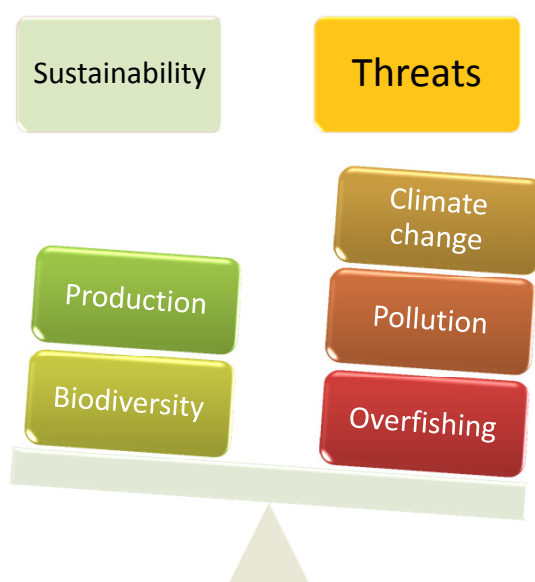 Sustainability
Threats
Climate
change
Production
Pollution
Biodiversity
Overfishing